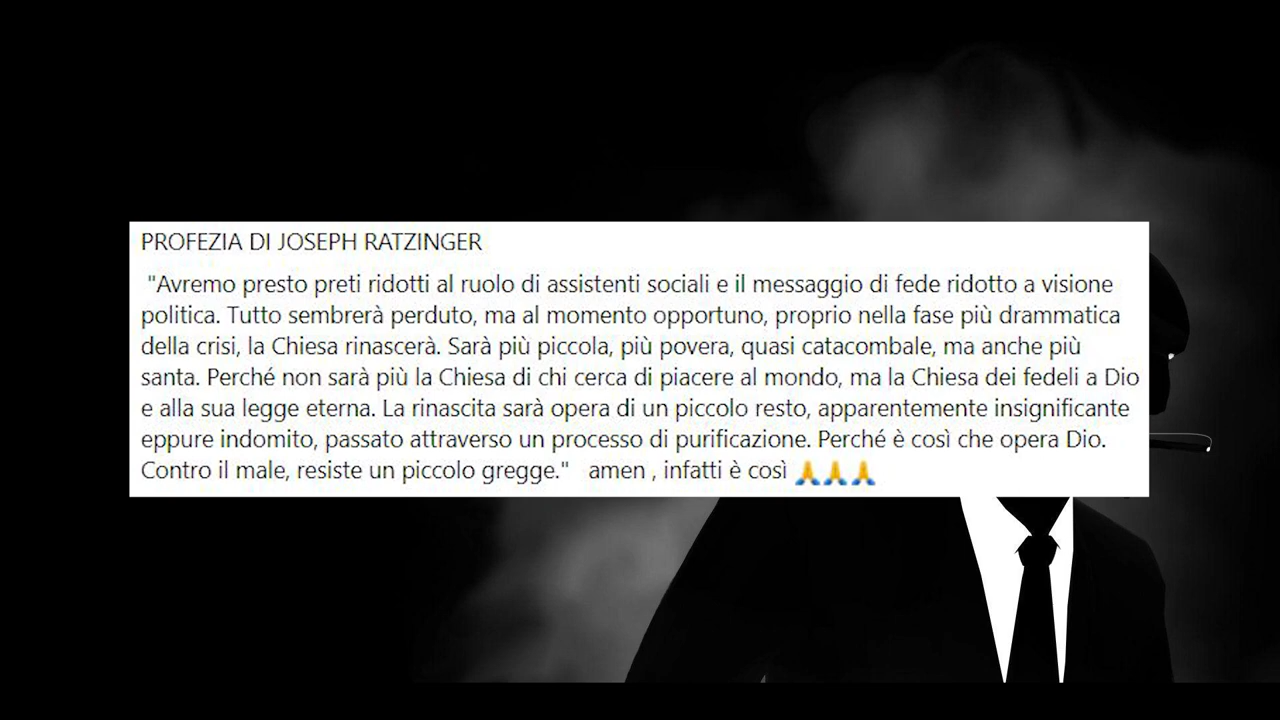 PROFEZIA DI JOSEPH RATZINGER
"Avremo presto preti ridotti al ruolo di assistenti sociali e il messaggio di fede ridotto a visione
politica. Tutto sembrerà perduto, ma al momento opportuno, proprio nella fase più drammatica
della crisi, la Chiesa rinascerà. Sarà più piccola, più povera, quasi catacombale, ma anche più
santa. Perché non sarà più la Chiesa di chi cerca di piacere al mondo, ma la Chiesa dei fedeli a Dio
e alla sua legge eterna. La rinascita sarà opera di un piccolo resto, apparentemente insignificante
eppure indomito, passato attraverso un processo di purificazione. Perché è così che opera Dio.
Contro il male, resiste un piccolo gregge." amen , infatti è così 🙏🙏🙏